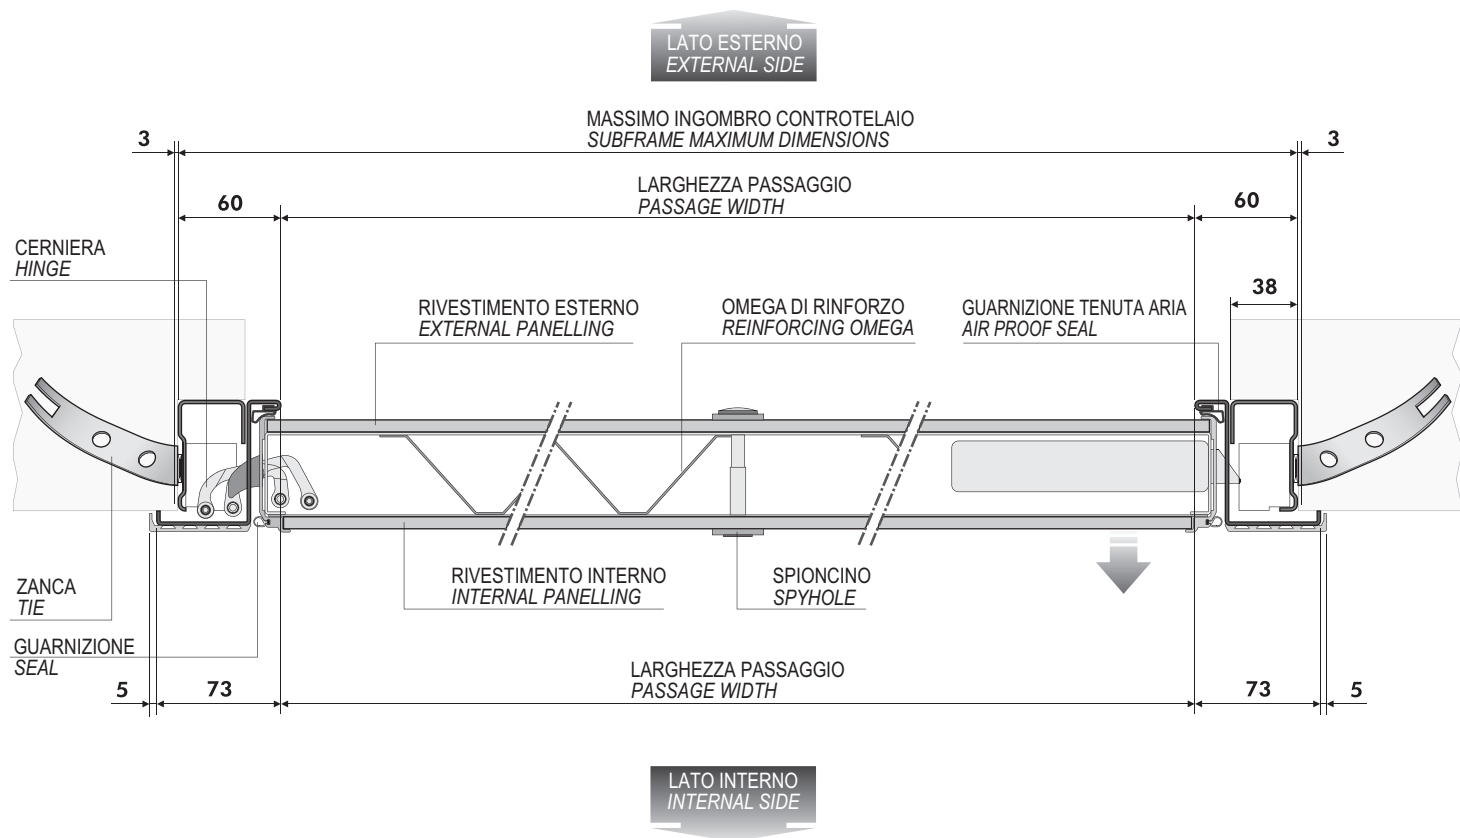 LATO ESTERNO
EXTERNAL SIDE
MASSIMO INGOMBRO CONTROTELAIO
SUBFRAME MAXIMUM DIMENSIONS
3
3
LARGHEZZA PASSAGGIO
PASSAGE WIDTH
60
60
CERNIERA
HINGE
38
RIVESTIMENTO ESTERNO
EXTERNAL PANELLING
OMEGA DI RINFORZO
REINFORCING OMEGA
GUARNIZIONE TENUTA ARIA
AIR PROOF SEAL
RIVESTIMENTO INTERNO
INTERNAL PANELLING
SPIONCINO
SPYHOLE
ZANCA
TIE
GUARNIZIONE
SEAL
LARGHEZZA PASSAGGIO
PASSAGE WIDTH
5
73
73
5
LATO INTERNO
INTERNAL SIDE